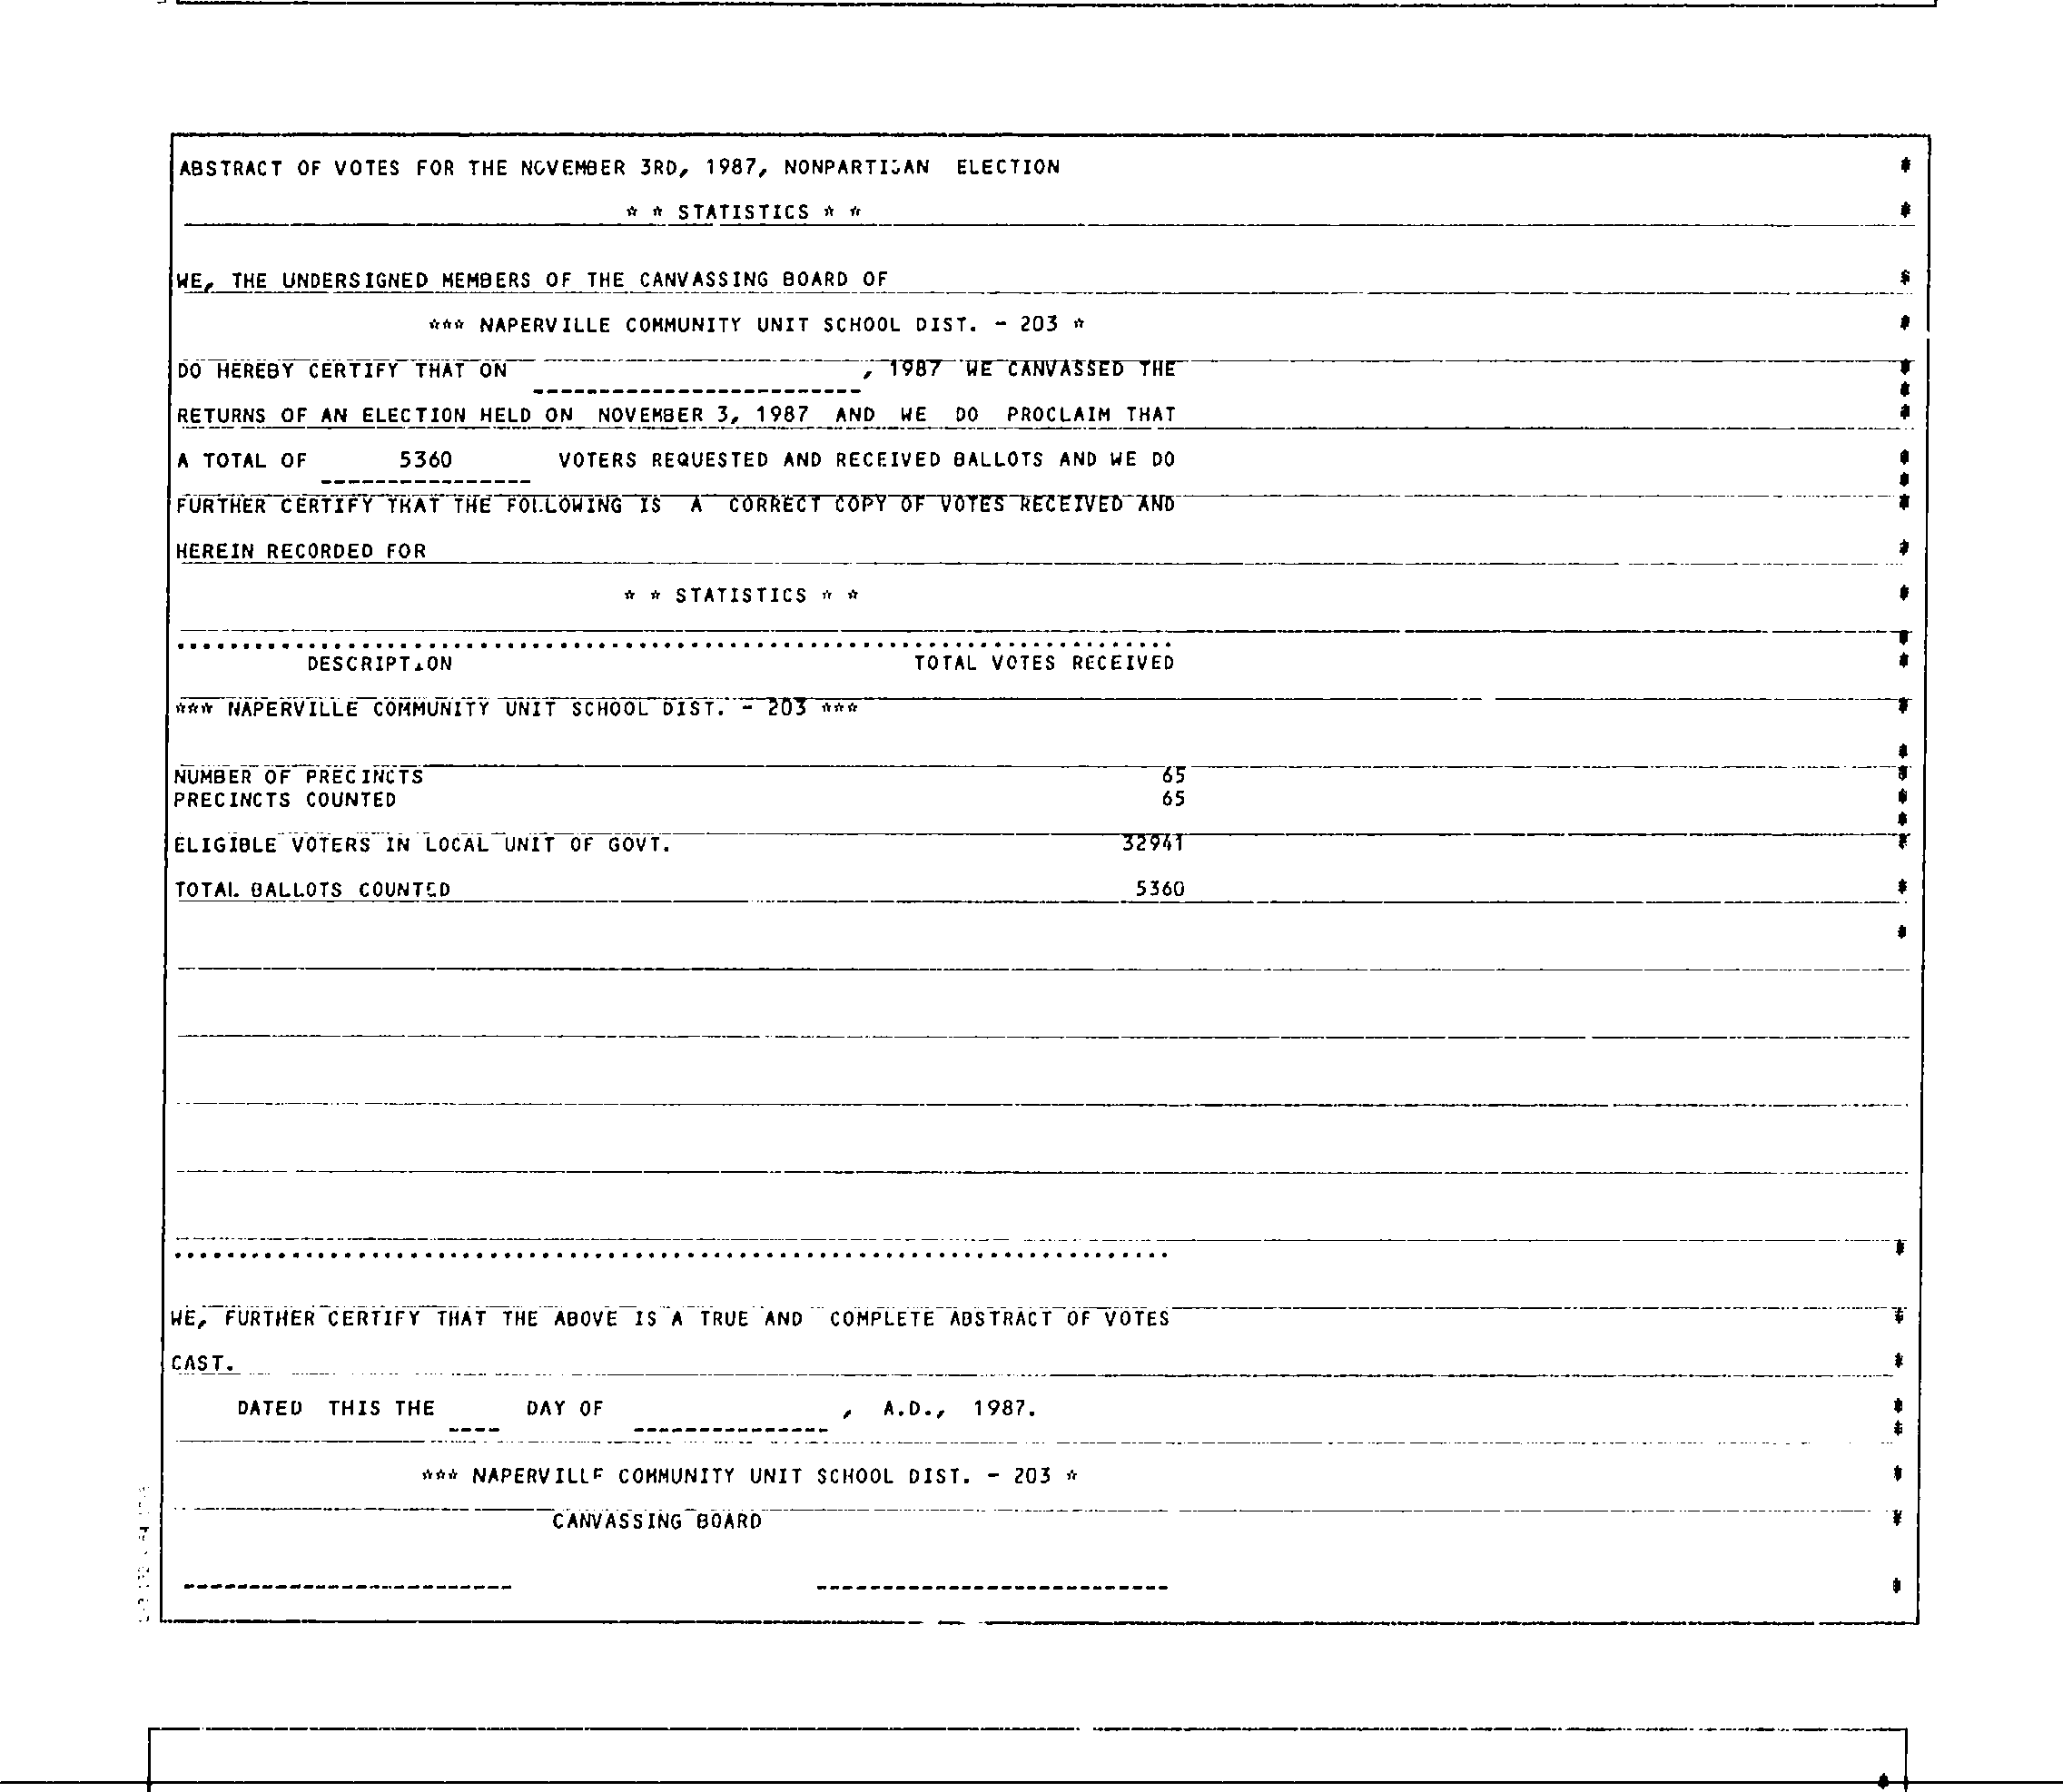 ABSTRACT OF VOTES FOR THE NOVEMBER 3RD, 1987, NONPARTISAN ELECTION
* * STATISTICS * *
WE, THE UNDERSIGNED MEMBERS OF THE CANVASSING BOARD OF
*** NAPERVILLE COMMUNITY UNIT SCHOOL DIST. - 203 *
DO HEREBY CERTIFY THAT ON _________________________, 1987 WE CANVASSED THE
RETURNS OF AN ELECTION HELD ON NOVEMBER 3, 1987 AND WE DO PROCLAIM THAT
A TOTAL OF 5360 VOTERS REQUESTED AND RECEIVED BALLOTS AND WE DO
FURTHER CERTIFY THAT THE FOLLOWING IS A CORRECT COPY OF VOTES RECEIVED AND
HEREIN RECORDED FOR
* * STATISTICS * *
DESCRIPTION TOTAL VOTES RECEIVED
*** NAPERVILLE COMMUNITY UNIT SCHOOL DIST. - 203 ***
NUMBER OF PRECINCTS 65
PRECINCTS COUNTED 65
ELIGIBLE VOTERS IN LOCAL UNIT OF GOVT. 32941
TOTAL BALLOTS COUNTED 5360
WE, FURTHER CERTIFY THAT THE ABOVE IS A TRUE AND COMPLETE ABSTRACT OF VOTES
CAST.
DATED THIS THE ____ DAY OF _______________, A.D., 1987.
*** NAPERVILLE COMMUNITY UNIT SCHOOL DIST. - 203 *
CANVASSING BOARD